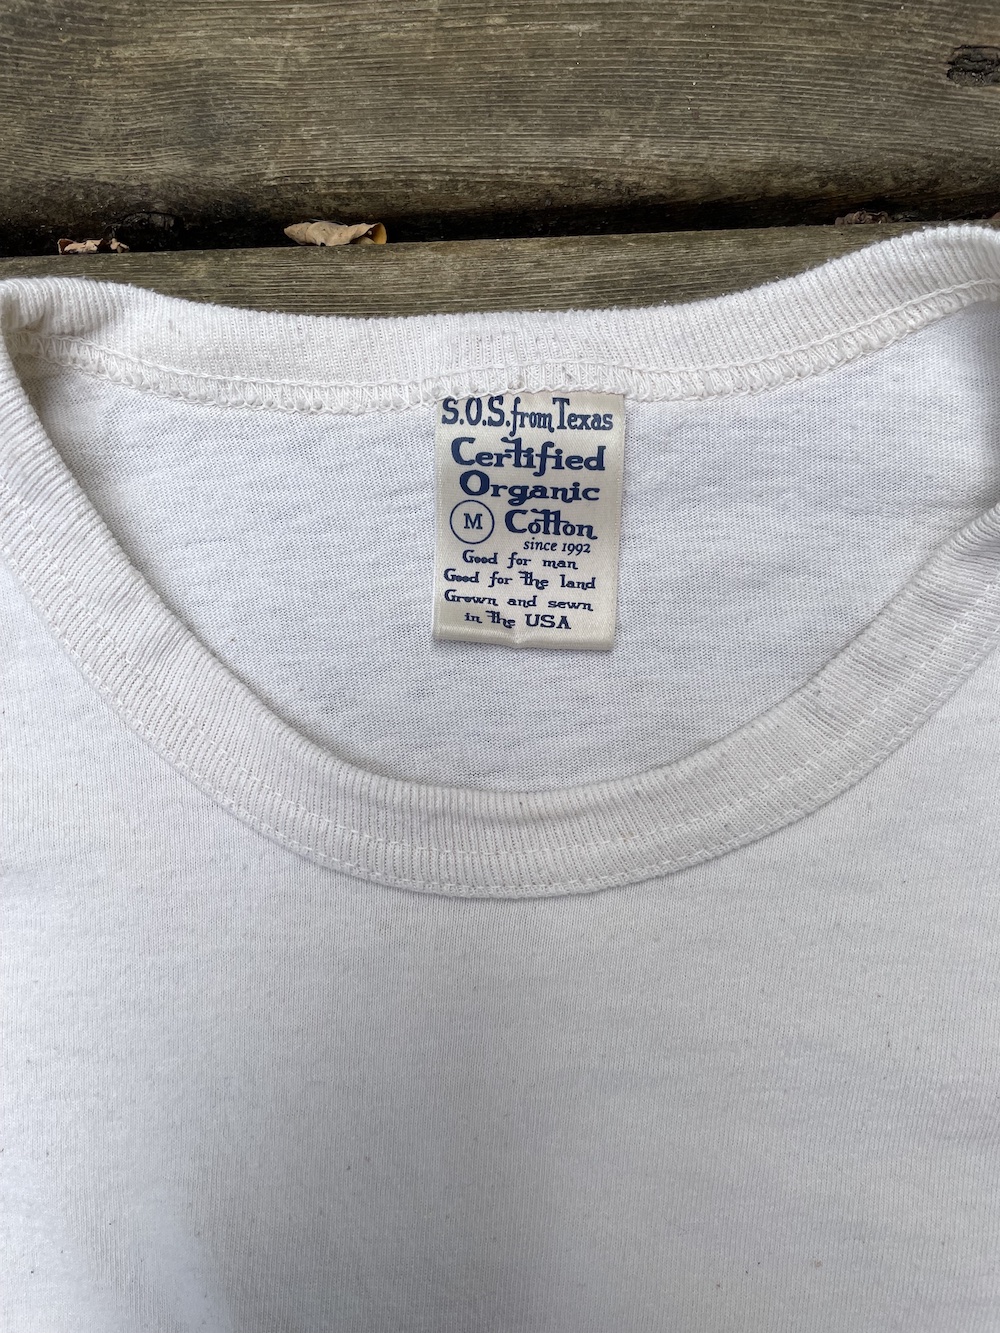 S.O.S. from Texas
Certified
Organic
M Cotton
since 1992
Good for man
Good for the land
Grown and sewn
in the USA